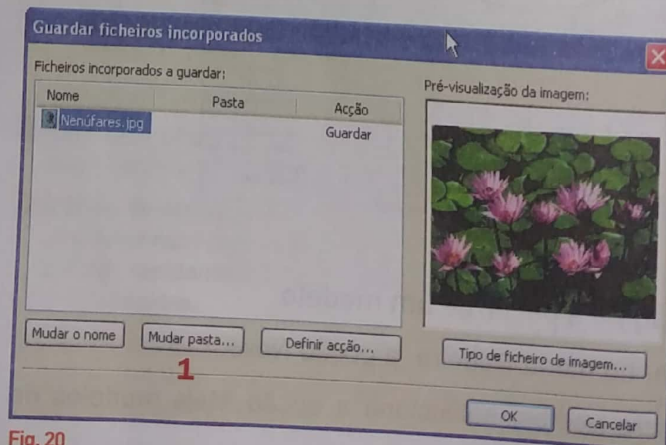 Guardar ficheiros incorporados
Ficheiros incorporados a guardar:
Nome Pasta Acção
Nenúfares.jpg Guardar
Pré-visualização da imagem:
Mudar o nome Mudar pasta... Definir acção... Tipo de ficheiro de imagem...
1
OK Cancelar
Fig. 20